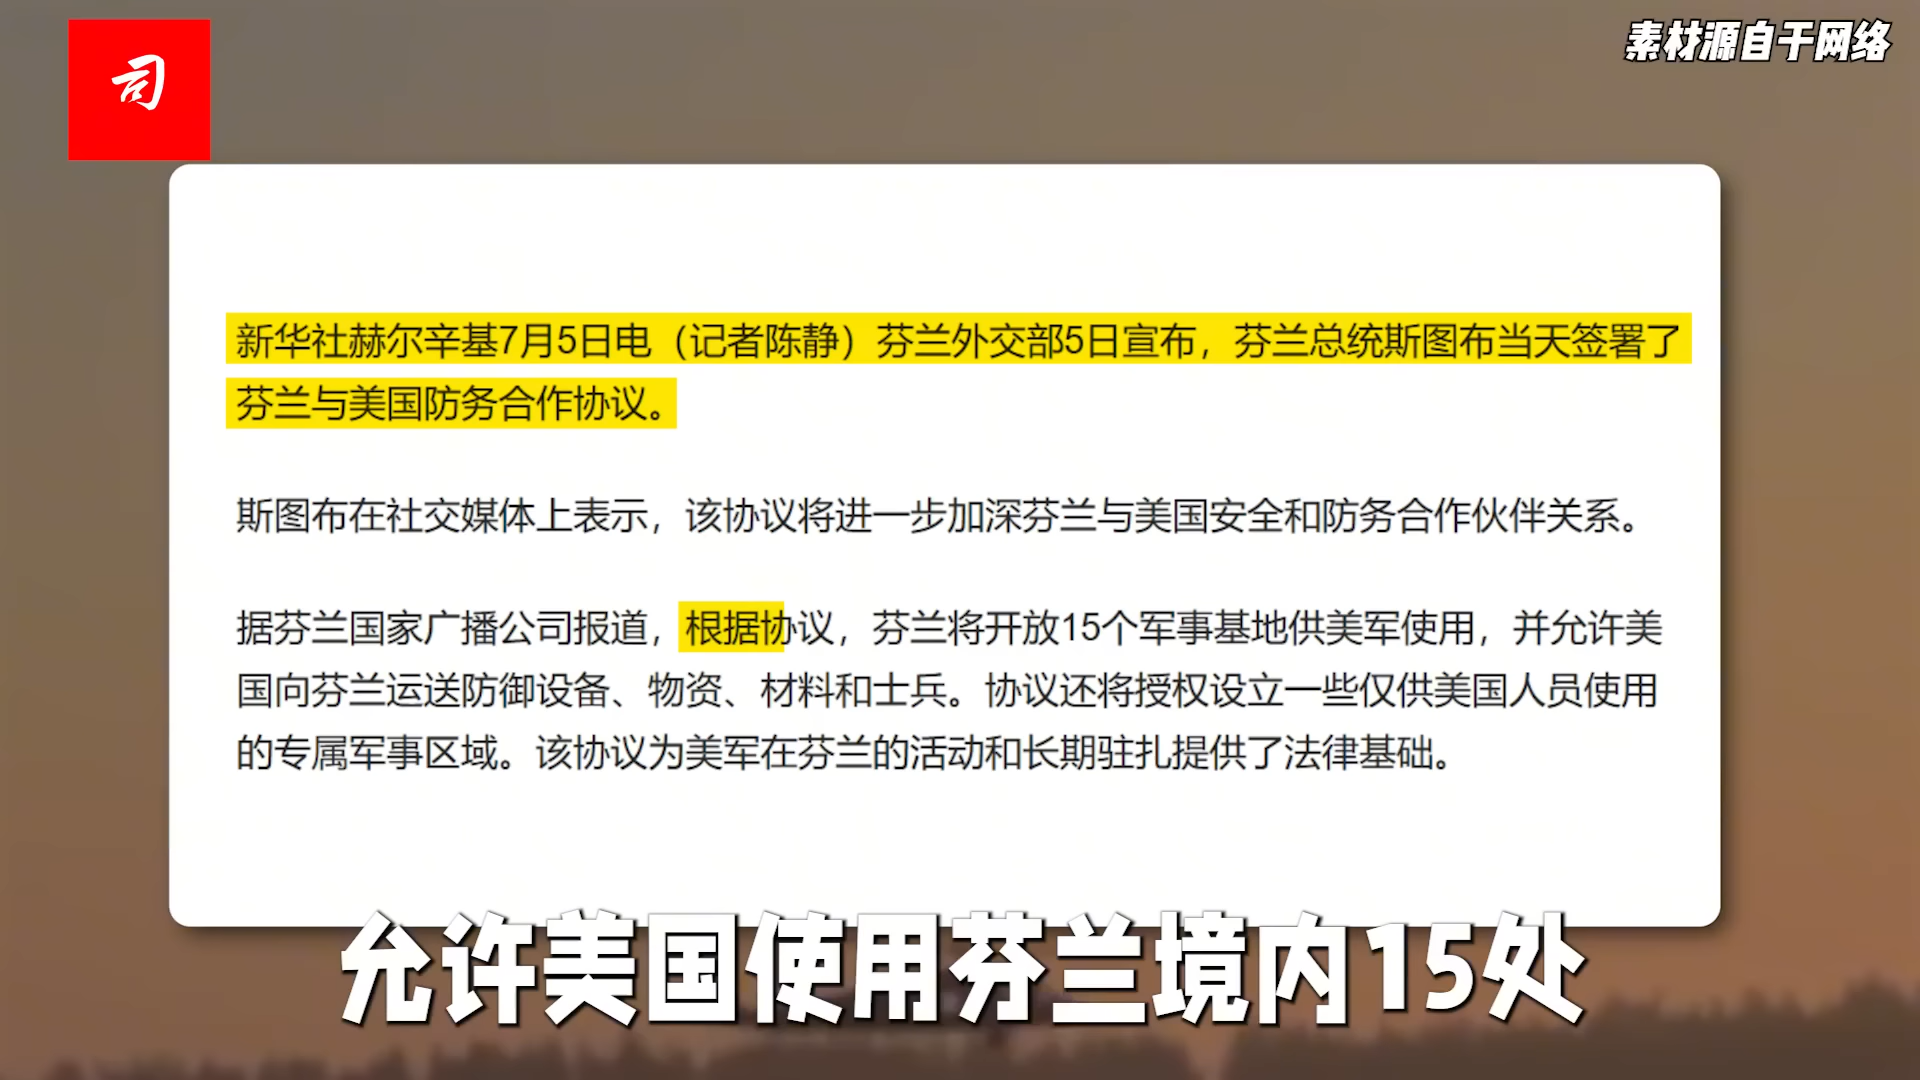 司
素材源自于网络
新华社赫尔辛基7月5日电（记者陈静）芬兰外交部5日宣布，芬兰总统斯图布当天签署了
芬兰与美国防务合作协议。
斯图布在社交媒体上表示，该协议将进一步加深芬兰与美国安全和防务合作伙伴关系。
据芬兰国家广播公司报道，根据协议，芬兰将开放15个军事基地供美军使用，并允许美
国向芬兰运送防御设备、物资、材料和士兵。协议还将授权设立一些仅供美国人员使用
的专属军事区域。该协议为美军在芬兰的活动和长期驻扎提供了法律基础。
允许美国使用芬兰境内15处